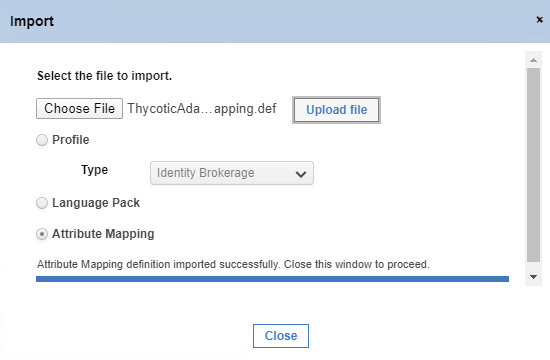 Import
×
Select the file to import.
Choose File ThycoticAda...apping.def Upload file
Profile
Type Identity Brokerage
Language Pack
Attribute Mapping
Attribute Mapping definition imported successfully. Close this window to proceed.
Close